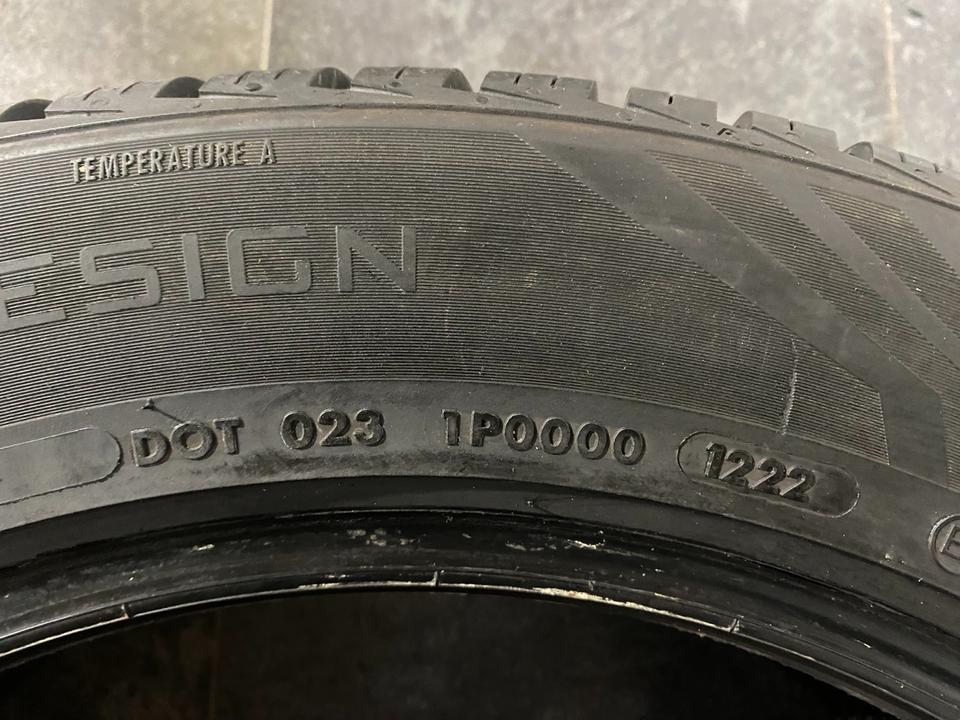 TEMPERATURE A
ESIGN
DOT 023 1P0000 1222